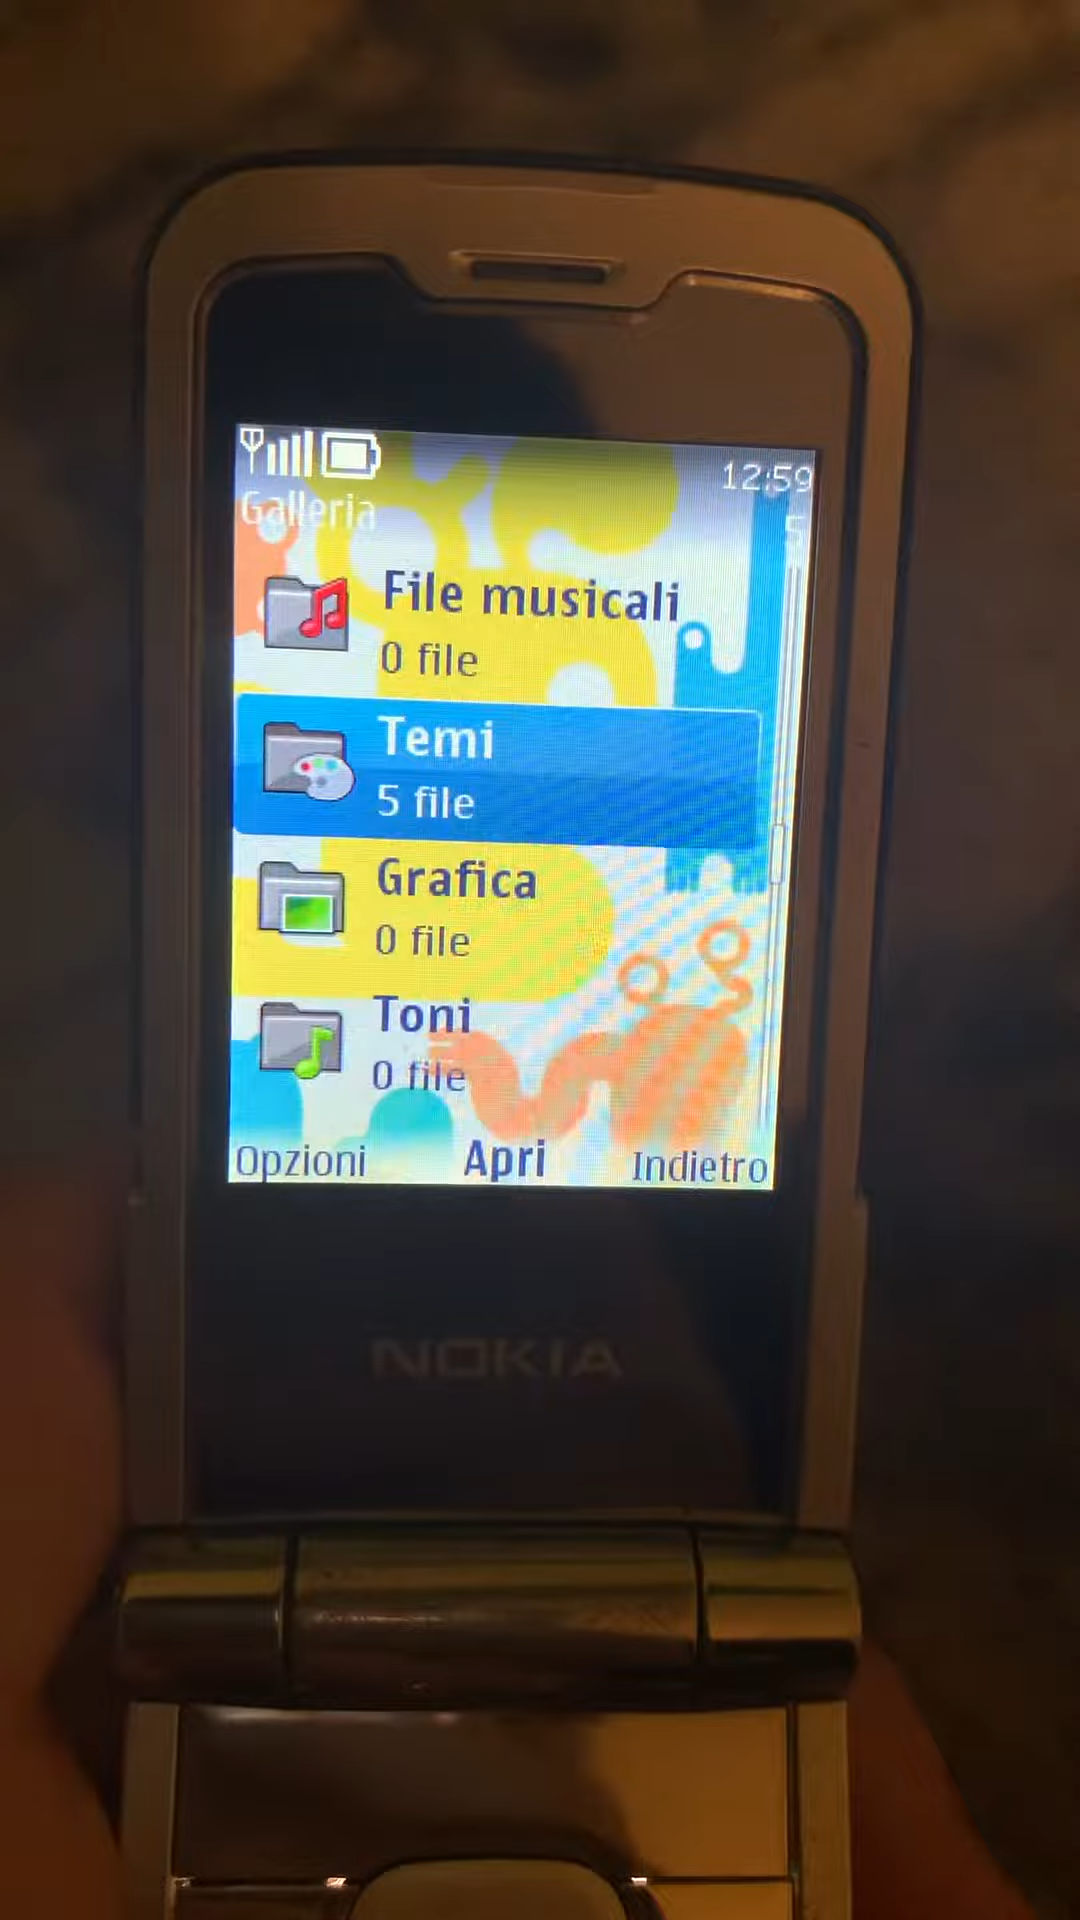 12:59
Galleria
5
File musicali
0 file
Temi
5 file
Grafica
0 file
Toni
0 file
Opzioni Apri Indietro
NOKIA